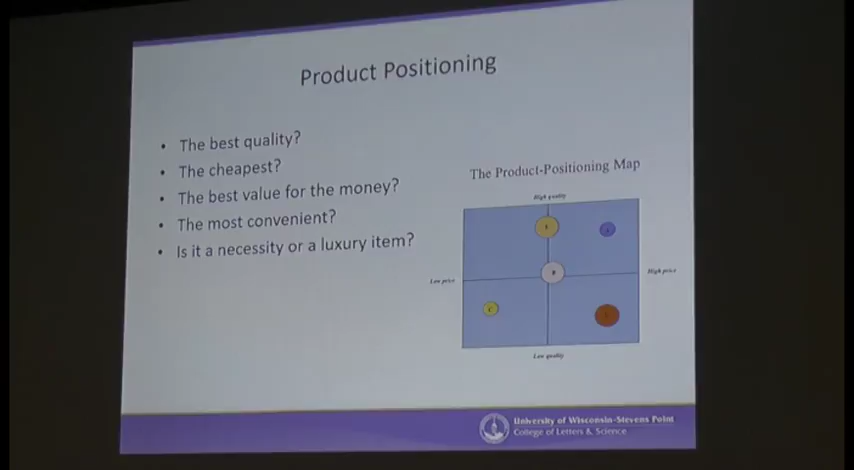 Product Positioning
• The best quality?
• The cheapest?
• The best value for the money?
• The most convenient?
• Is it a necessity or a luxury item?
The Product-Positioning Map
High quality
Low price
High price
Low quality
University of Wisconsin-Stevens Point
College of Letters & Science